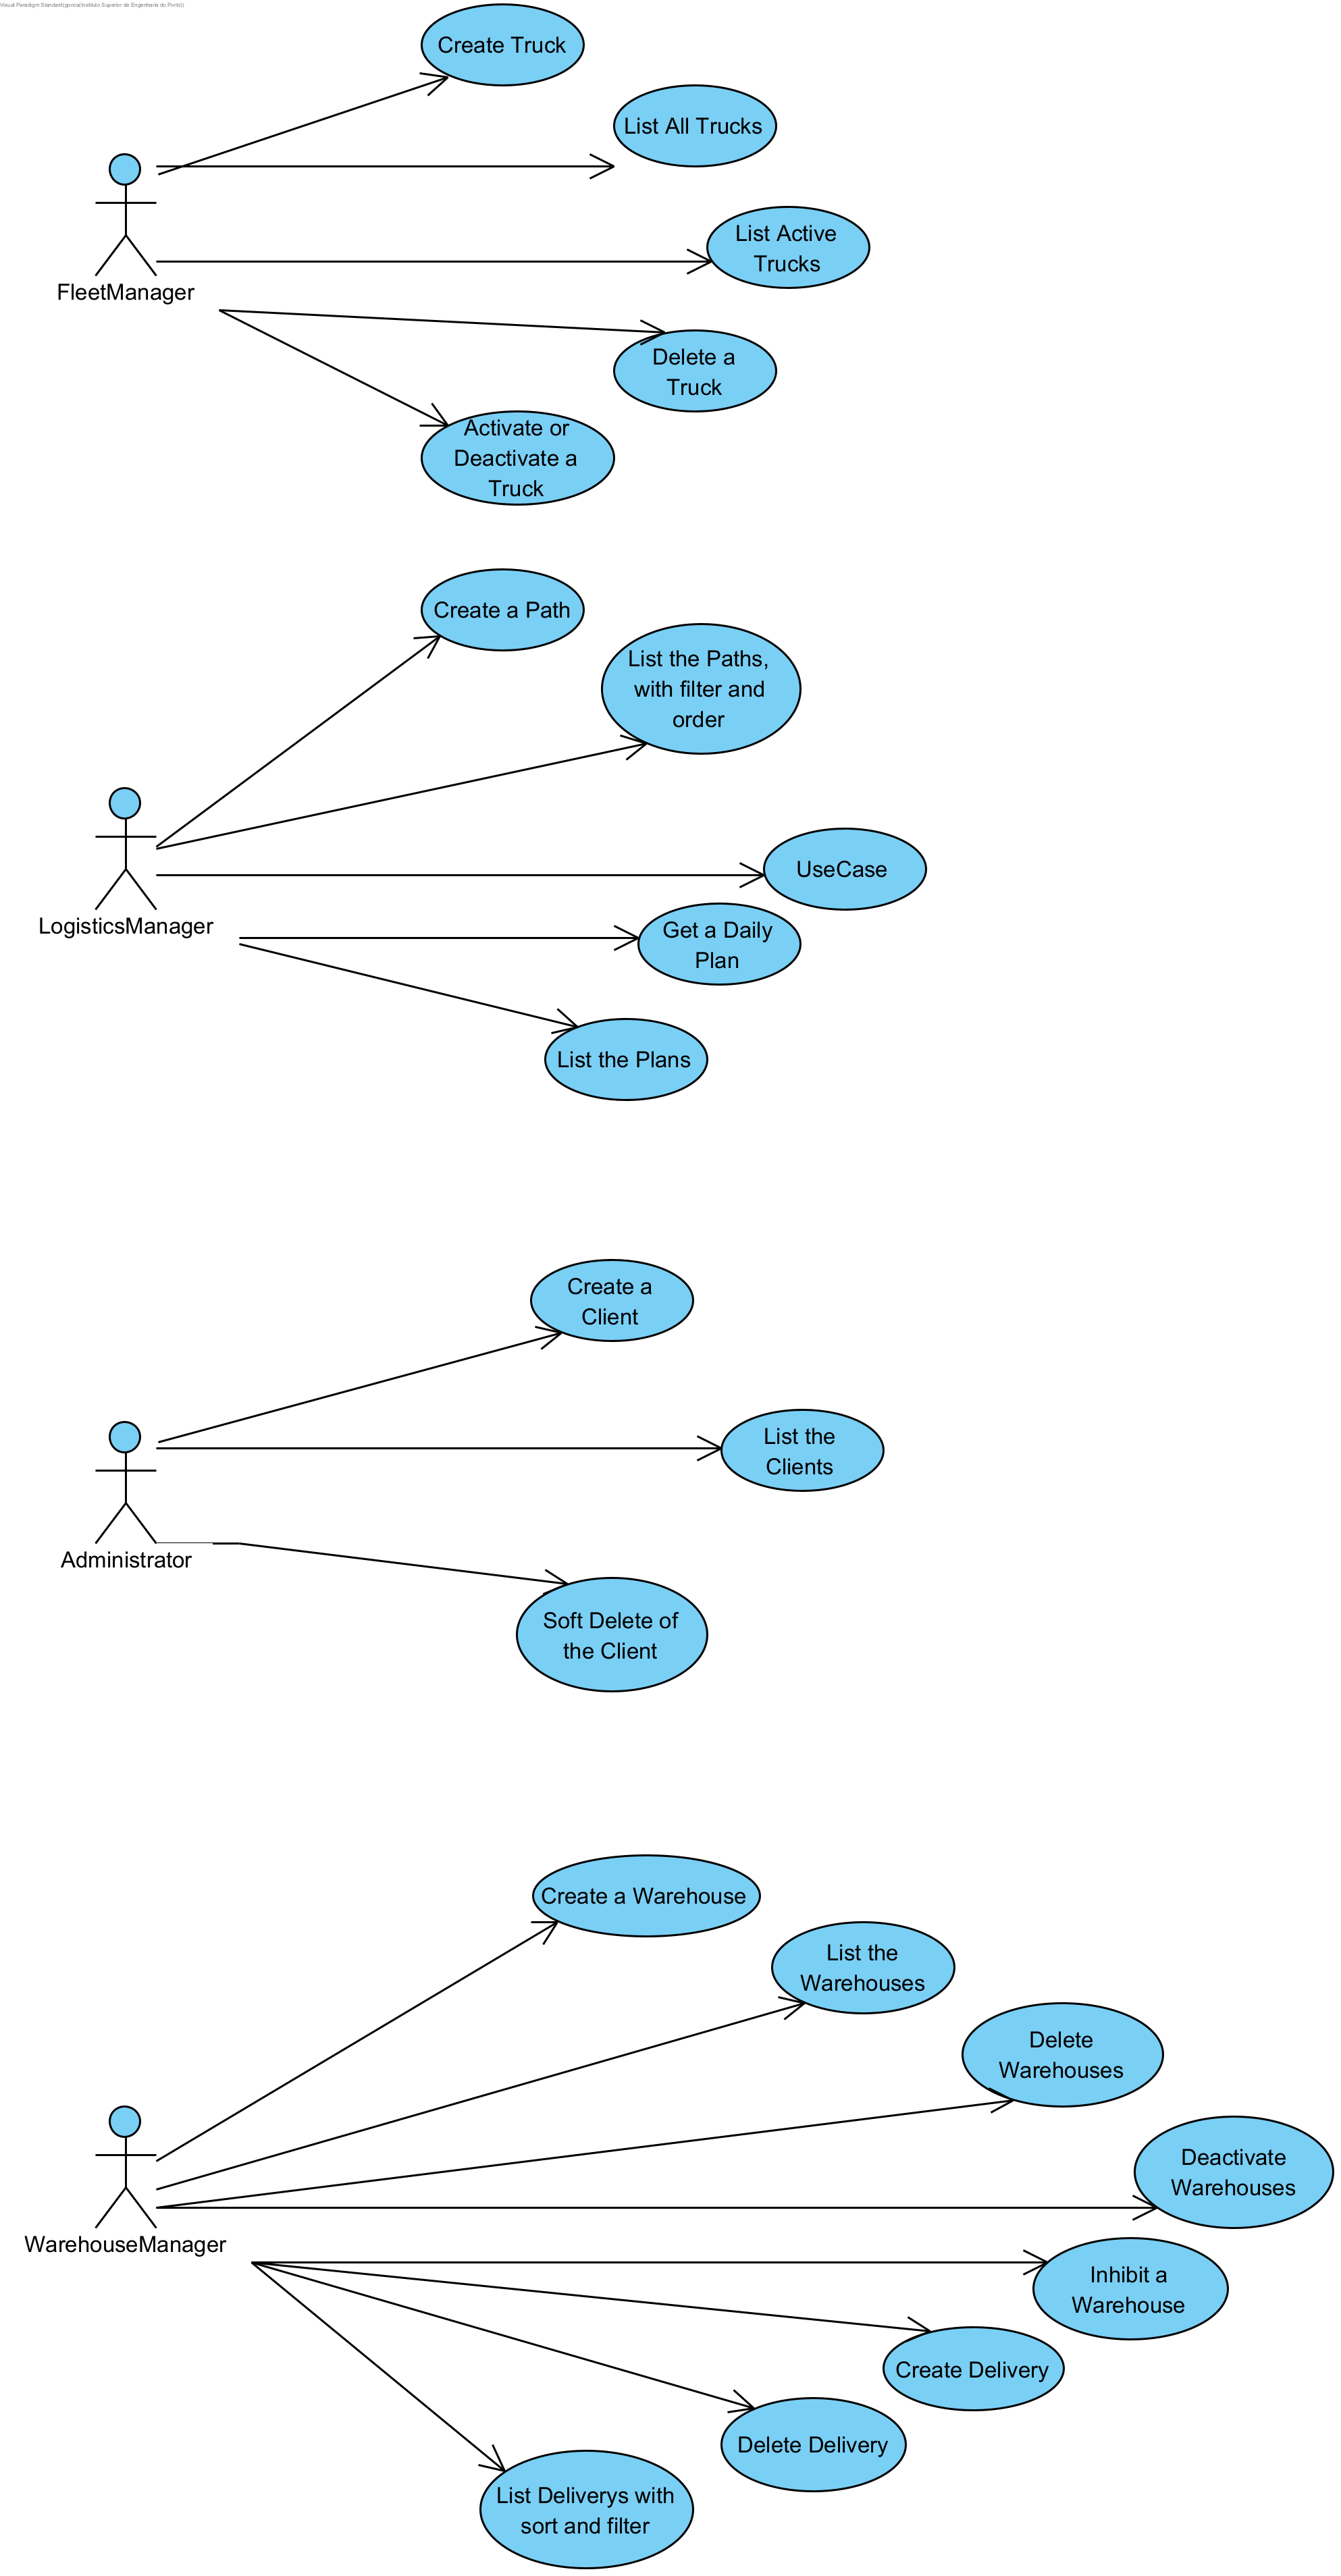 Visual Paradigm Standard(gonca(Instituto Superior de Engenharia do Porto))
Create Truck
List All Trucks
List Active
Trucks
FleetManager
Delete a
Truck
Activate or
Deactivate a
Truck
Create a Path
List the Paths,
with filter and
order
UseCase
LogisticsManager
Get a Daily
Plan
List the Plans
Create a
Client
List the
Clients
Administrator
Soft Delete of
the Client
Create a Warehouse
List the
Warehouses
Delete
Warehouses
Deactivate
Warehouses
WarehouseManager
Inhibit a
Warehouse
Create Delivery
Delete Delivery
List Deliverys with
sort and filter